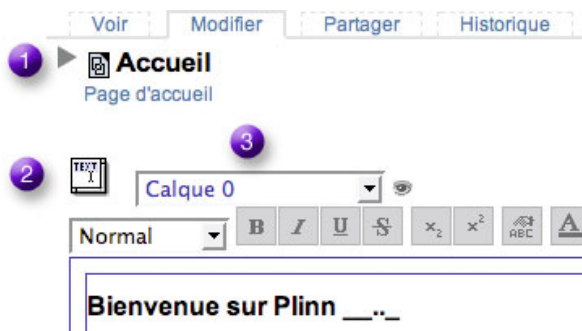 Voir Modifier Partager Historique
1 Accueil
Page d'accueil
3
2 TEXT Calque 0
Normal B I U S x₂ x² ABC A
Bienvenue sur Plinn __.._